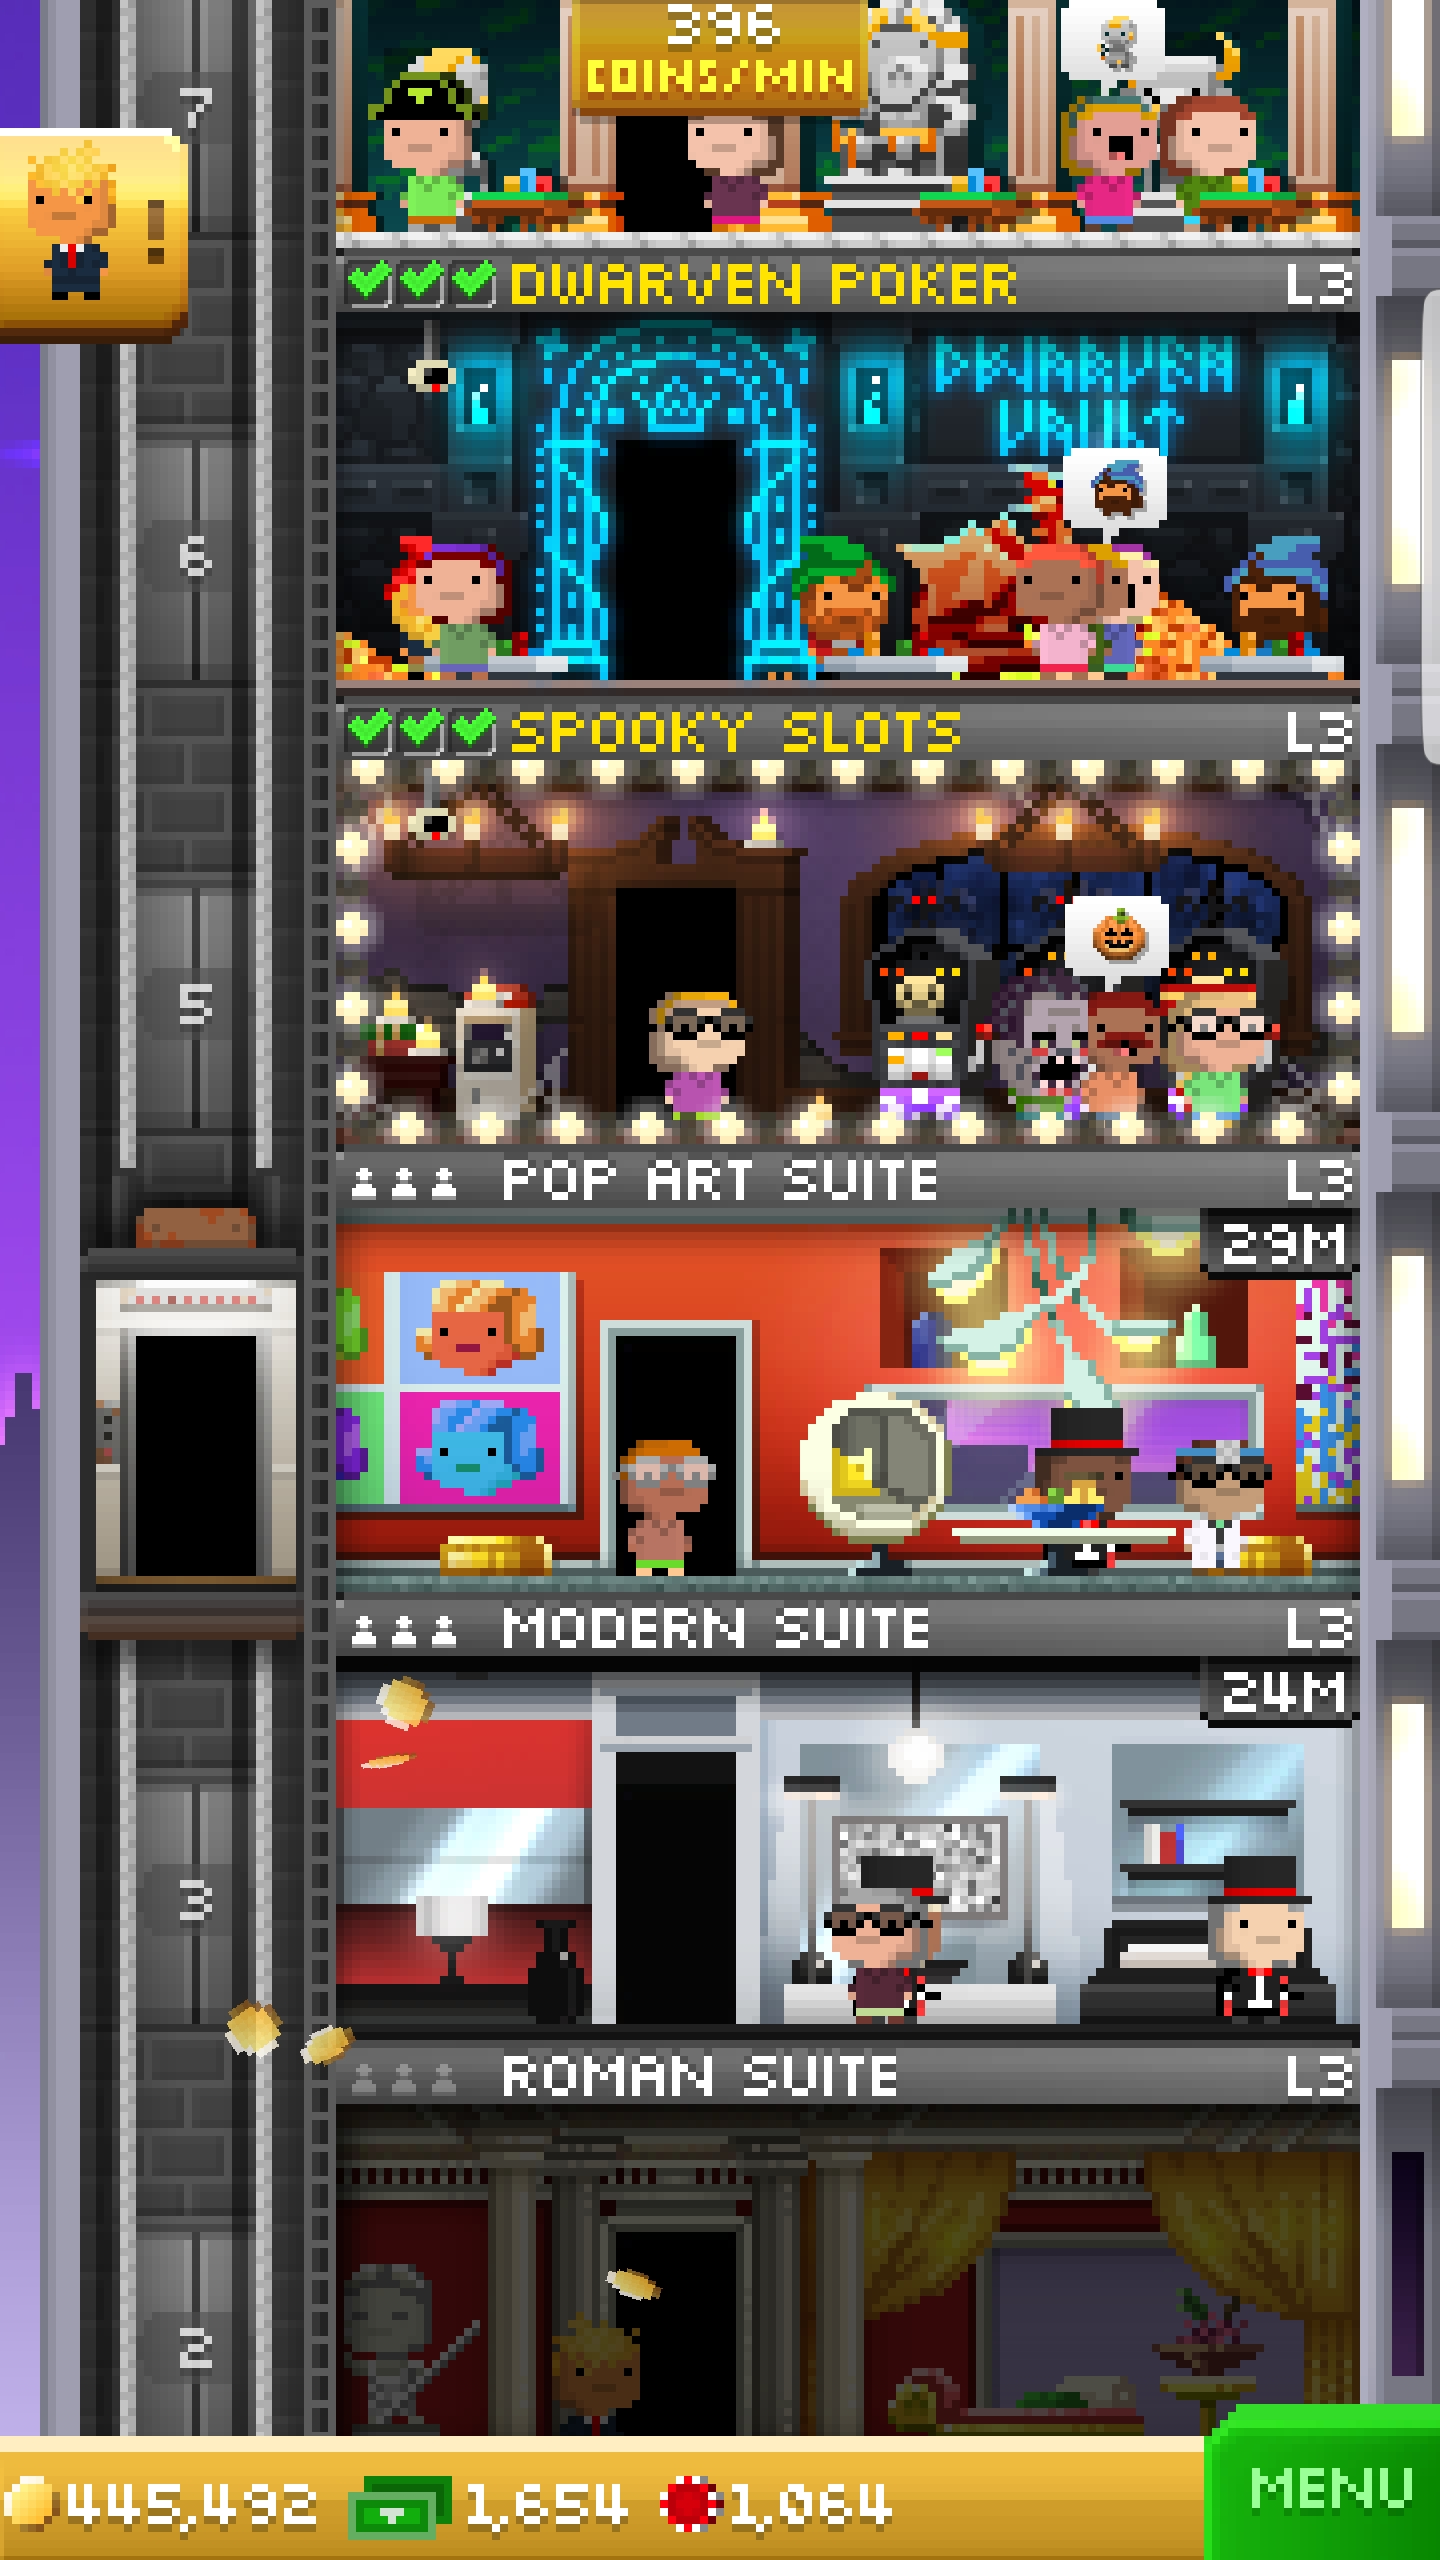 396
COINS/MIN
7
!
DWARVEN POKER L3
DWARVEN
VAULT
6
SPOOKY SLOTS L3
5
POP ART SUITE L3
29M
MODERN SUITE L3
24M
3
ROMAN SUITE L3
2
445,492 1,654 1,064
MENU